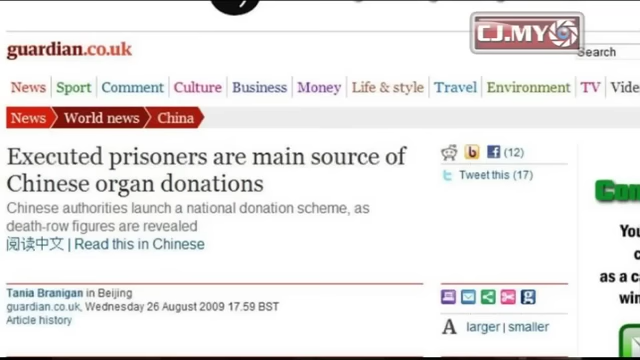 CJ.MY
guardian.co.uk
Search
News Sport Comment Culture Business Money Life & style Travel Environment TV Vide
News World news China
Executed prisoners are main source of
Chinese organ donations
Chinese authorities launch a national donation scheme, as
death-row figures are revealed
阅读中文 | Read this in Chinese
(12)
Tweet this (17)
Tania Branigan in Beijing
guardian.co.uk, Wednesday 26 August 2009 17.59 BST
Article history
A larger | smaller
You
c
as a ca
win